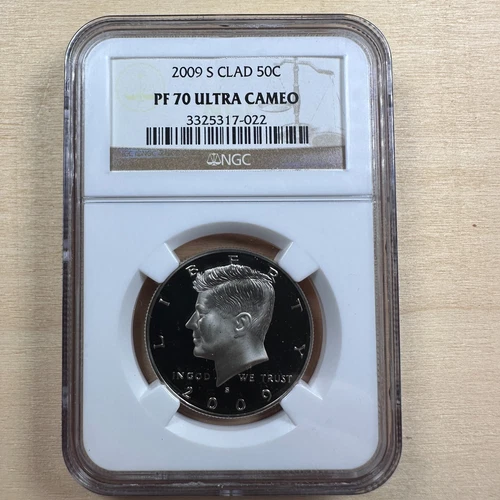 2009 S CLAD 50C
PF 70 ULTRA CAMEO
3325317-022
NGC
LIBERTY
IN GOD WE TRUST
S
2009